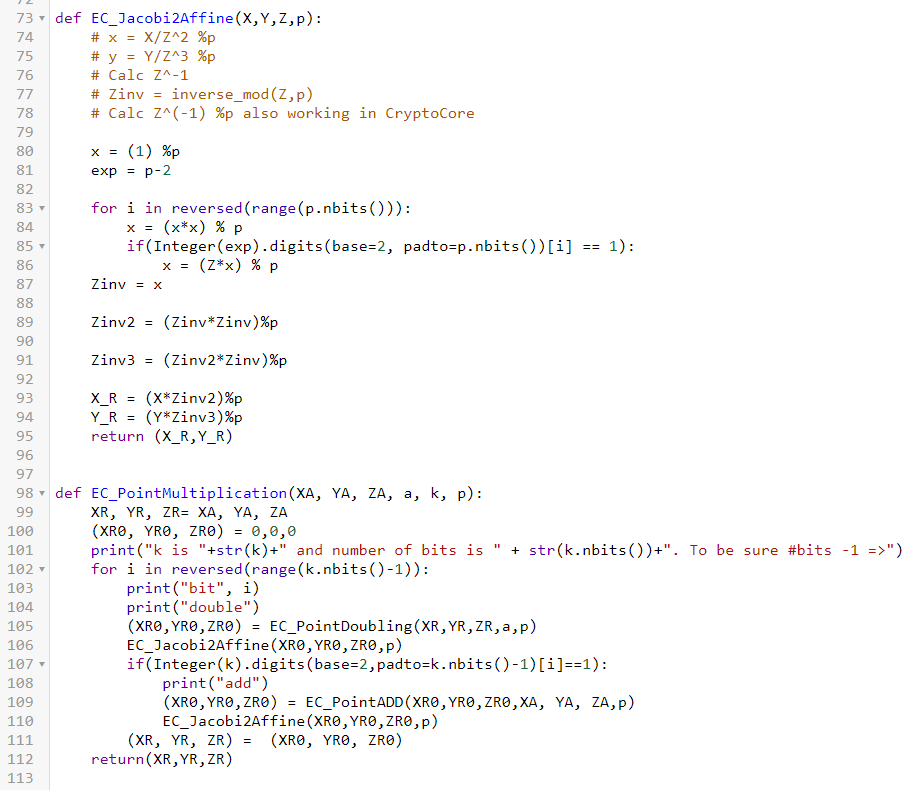 73 def EC_Jacobi2Affine(X,Y,Z,p):
74     # x = X/Z^2 %p
75     # y = Y/Z^3 %p
76     # Calc Z^-1
77     # Zinv = inverse_mod(Z,p)
78     # Calc Z^(-1) %p also working in CryptoCore
79
80     x = (1) %p
81     exp = p-2
82
83     for i in reversed(range(p.nbits())):
84         x = (x*x) % p
85         if(Integer(exp).digits(base=2, padto=p.nbits())[i] == 1):
86             x = (Z*x) % p
87     Zinv = x
88
89     Zinv2 = (Zinv*Zinv)%p
90
91     Zinv3 = (Zinv2*Zinv)%p
92
93     X_R = (X*Zinv2)%p
94     Y_R = (Y*Zinv3)%p
95     return (X_R,Y_R)
96
97
98 def EC_PointMultiplication(XA, YA, ZA, a, k, p):
99     XR, YR, ZR= XA, YA, ZA
100     (XR0, YR0, ZR0) = 0,0,0
101     print("k is "+str(k)+" and number of bits is " + str(k.nbits())+". To be sure #bits -1 =>")
102     for i in reversed(range(k.nbits()-1)):
103         print("bit", i)
104         print("double")
105         (XR0,YR0,ZR0) = EC_PointDoubling(XR,YR,ZR,a,p)
106         EC_Jacobi2Affine(XR0,YR0,ZR0,p)
107         if(Integer(k).digits(base=2,padto=k.nbits()-1)[i]==1):
108             print("add")
109             (XR0,YR0,ZR0) = EC_PointADD(XR0,YR0,ZR0,XA, YA, ZA,p)
110             EC_Jacobi2Affine(XR0,YR0,ZR0,p)
111         (XR, YR, ZR) =  (XR0, YR0, ZR0)
112     return(XR,YR,ZR)
113